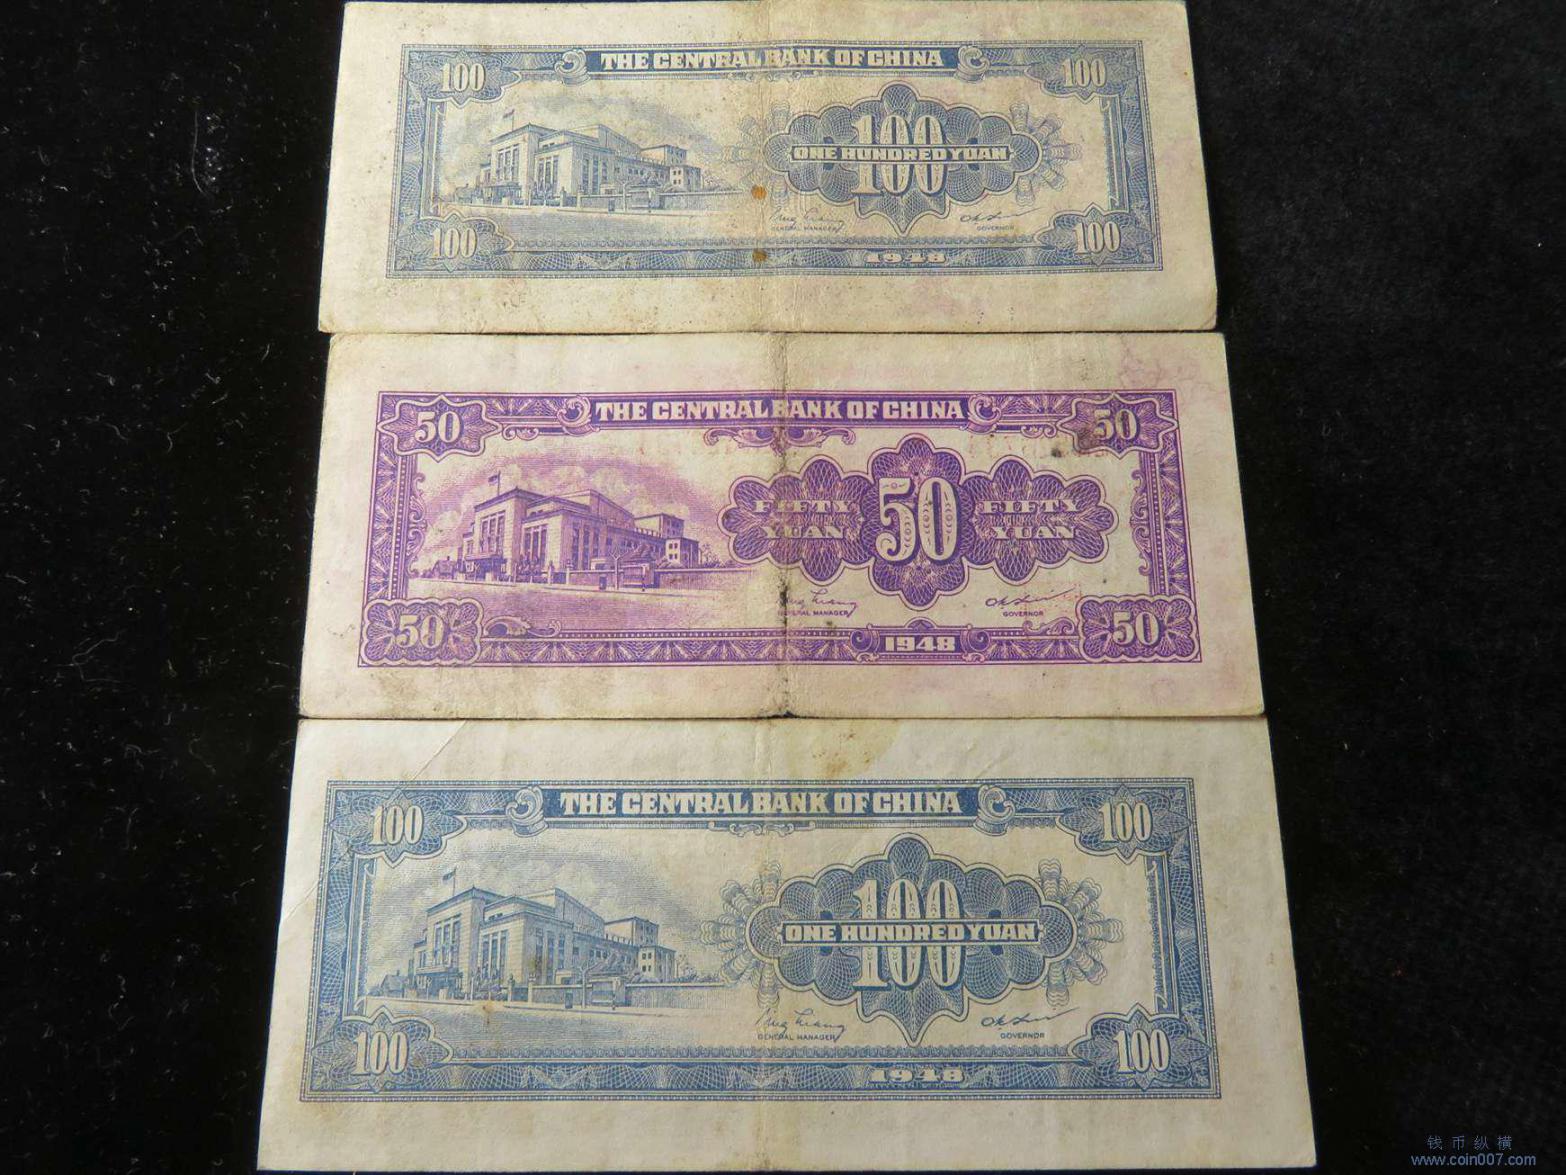 THE CENTRAL BANK OF CHINA
100
100
100
ONE HUNDRED YUAN
GENERAL MANAGER
GOVERNOR
100
100
1948
THE CENTRAL BANK OF CHINA
50
50
FIFTY YUAN
50
FIFTY YUAN
GENERAL MANAGER
GOVERNOR
50
50
1948
THE CENTRAL BANK OF CHINA
100
100
100
ONE HUNDRED YUAN
GENERAL MANAGER
GOVERNOR
100
100
1948
钱币纵横
www.coin007.com